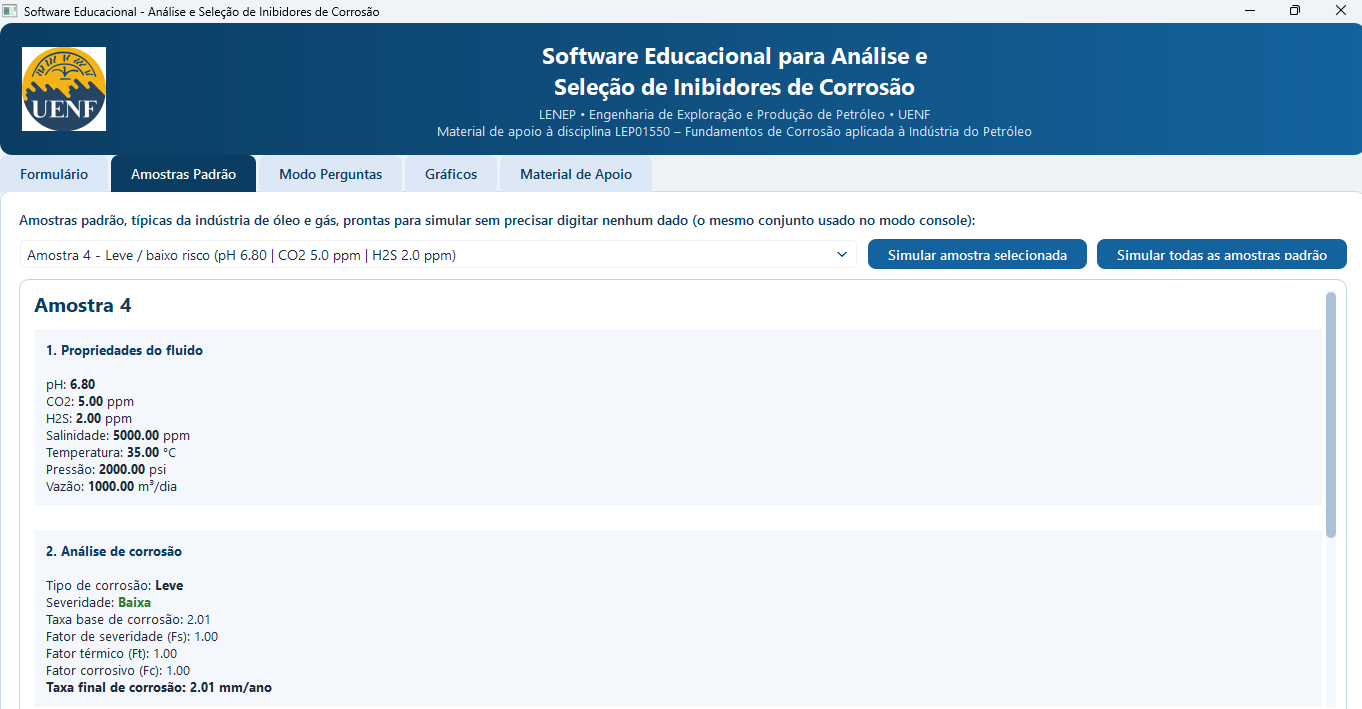 Software Educacional - Análise e Seleção de Inibidores de Corrosão
UENF
Software Educacional para Análise e
Seleção de Inibidores de Corrosão
LENEP • Engenharia de Exploração e Produção de Petróleo • UENF
Material de apoio à disciplina LEP01550 – Fundamentos de Corrosão aplicada à Indústria do Petróleo
Formulário
Amostras Padrão
Modo Perguntas
Gráficos
Material de Apoio
Amostras padrão, típicas da indústria de óleo e gás, prontas para simular sem precisar digitar nenhum dado (o mesmo conjunto usado no modo console):
Amostra 4 - Leve / baixo risco (pH 6.80 | CO2 5.0 ppm | H2S 2.0 ppm)
Simular amostra selecionada
Simular todas as amostras padrão
Amostra 4
1. Propriedades do fluido
pH: 6.80
CO2: 5.00 ppm
H2S: 2.00 ppm
Salinidade: 5000.00 ppm
Temperatura: 35.00 °C
Pressão: 2000.00 psi
Vazão: 1000.00 m³/dia
2. Análise de corrosão
Tipo de corrosão: Leve
Severidade: Baixa
Taxa base de corrosão: 2.01
Fator de severidade (Fs): 1.00
Fator térmico (Ft): 1.00
Fator corrosivo (Fc): 1.00
Taxa final de corrosão: 2.01 mm/ano